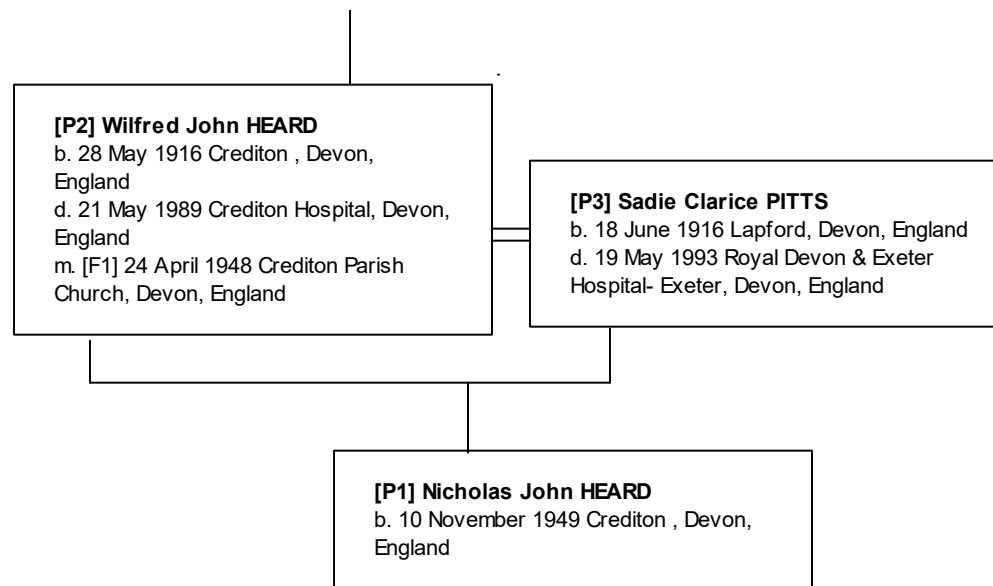 [P2] Wilfred John HEARD
b. 28 May 1916 Crediton , Devon,
England
d. 21 May 1989 Crediton Hospital, Devon,
England
m. [F1] 24 April 1948 Crediton Parish
Church, Devon, England
[P3] Sadie Clarice PITTS
b. 18 June 1916 Lapford, Devon, England
d. 19 May 1993 Royal Devon & Exeter
Hospital- Exeter, Devon, England
[P1] Nicholas John HEARD
b. 10 November 1949 Crediton , Devon,
England